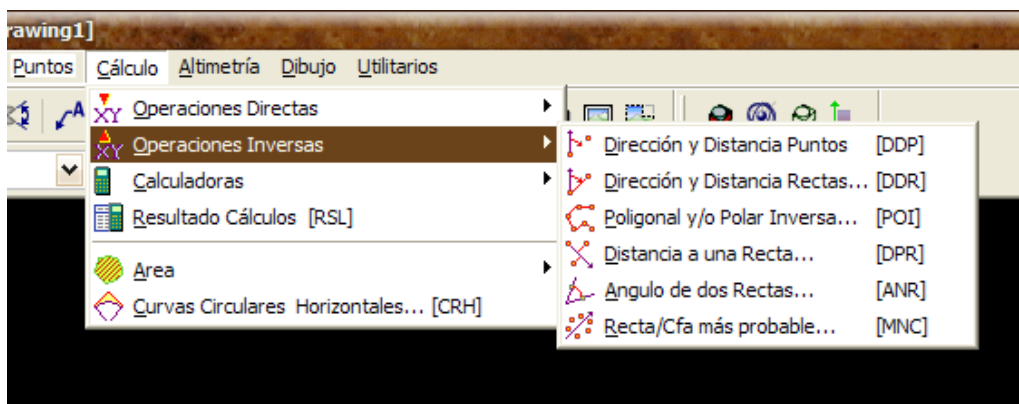 rawing1]
Puntos Cálculo Altimetría Dibujo Utilitarios
A
XY Operaciones Directas
XY Operaciones Inversas
Calculadoras
Resultado Cálculos [RSL]
Area
Curvas Circulares Horizontales... [CRH]
Dirección y Distancia Puntos [DDP]
Dirección y Distancia Rectas... [DDR]
Poligonal y/o Polar Inversa... [POI]
Distancia a una Recta... [DPR]
Angulo de dos Rectas... [ANR]
Recta/Cfa más probable... [MNC]